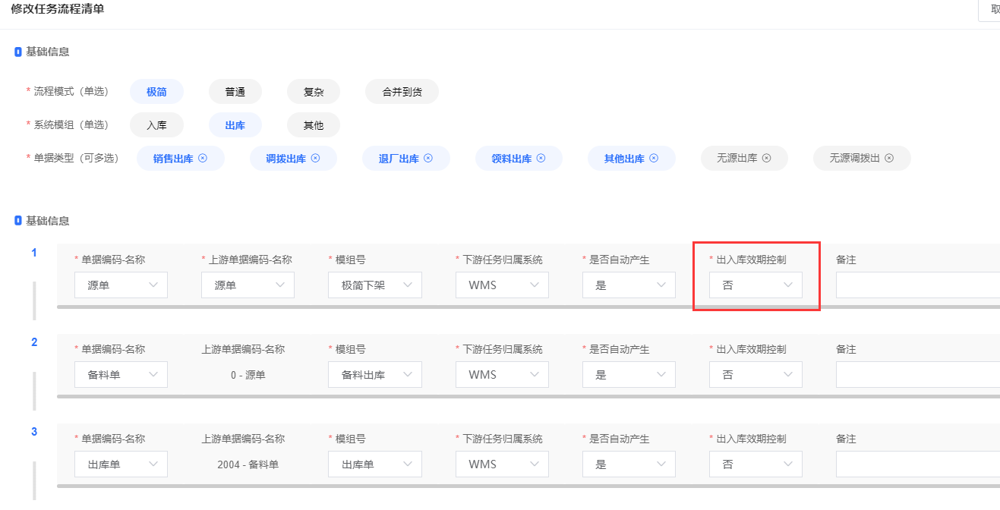 修改任务流程清单 取
基础信息
* 流程模式（单选） 极简 普通 复杂 合并到货
* 系统模组（单选） 入库 出库 其他
* 单据类型（可多选） 销售出库 调拨出库 退厂出库 领料出库 其他出库 无源出库 无源调拨出
基础信息
1 * 单据编码-名称 * 上游单据编码-名称 * 模组号 * 下游任务归属系统 * 是否自动产生 * 出入库效期控制 备注
源单 源单 极简下架 WMS 是 否
2 * 单据编码-名称 上游单据编码-名称 * 模组号 * 下游任务归属系统 * 是否自动产生 * 出入库效期控制 备注
备料单 0 - 源单 备料出库 WMS 是 否
3 * 单据编码-名称 上游单据编码-名称 * 模组号 * 下游任务归属系统 * 是否自动产生 * 出入库效期控制 备注
出库单 2004 - 备料单 出库单 WMS 是 否